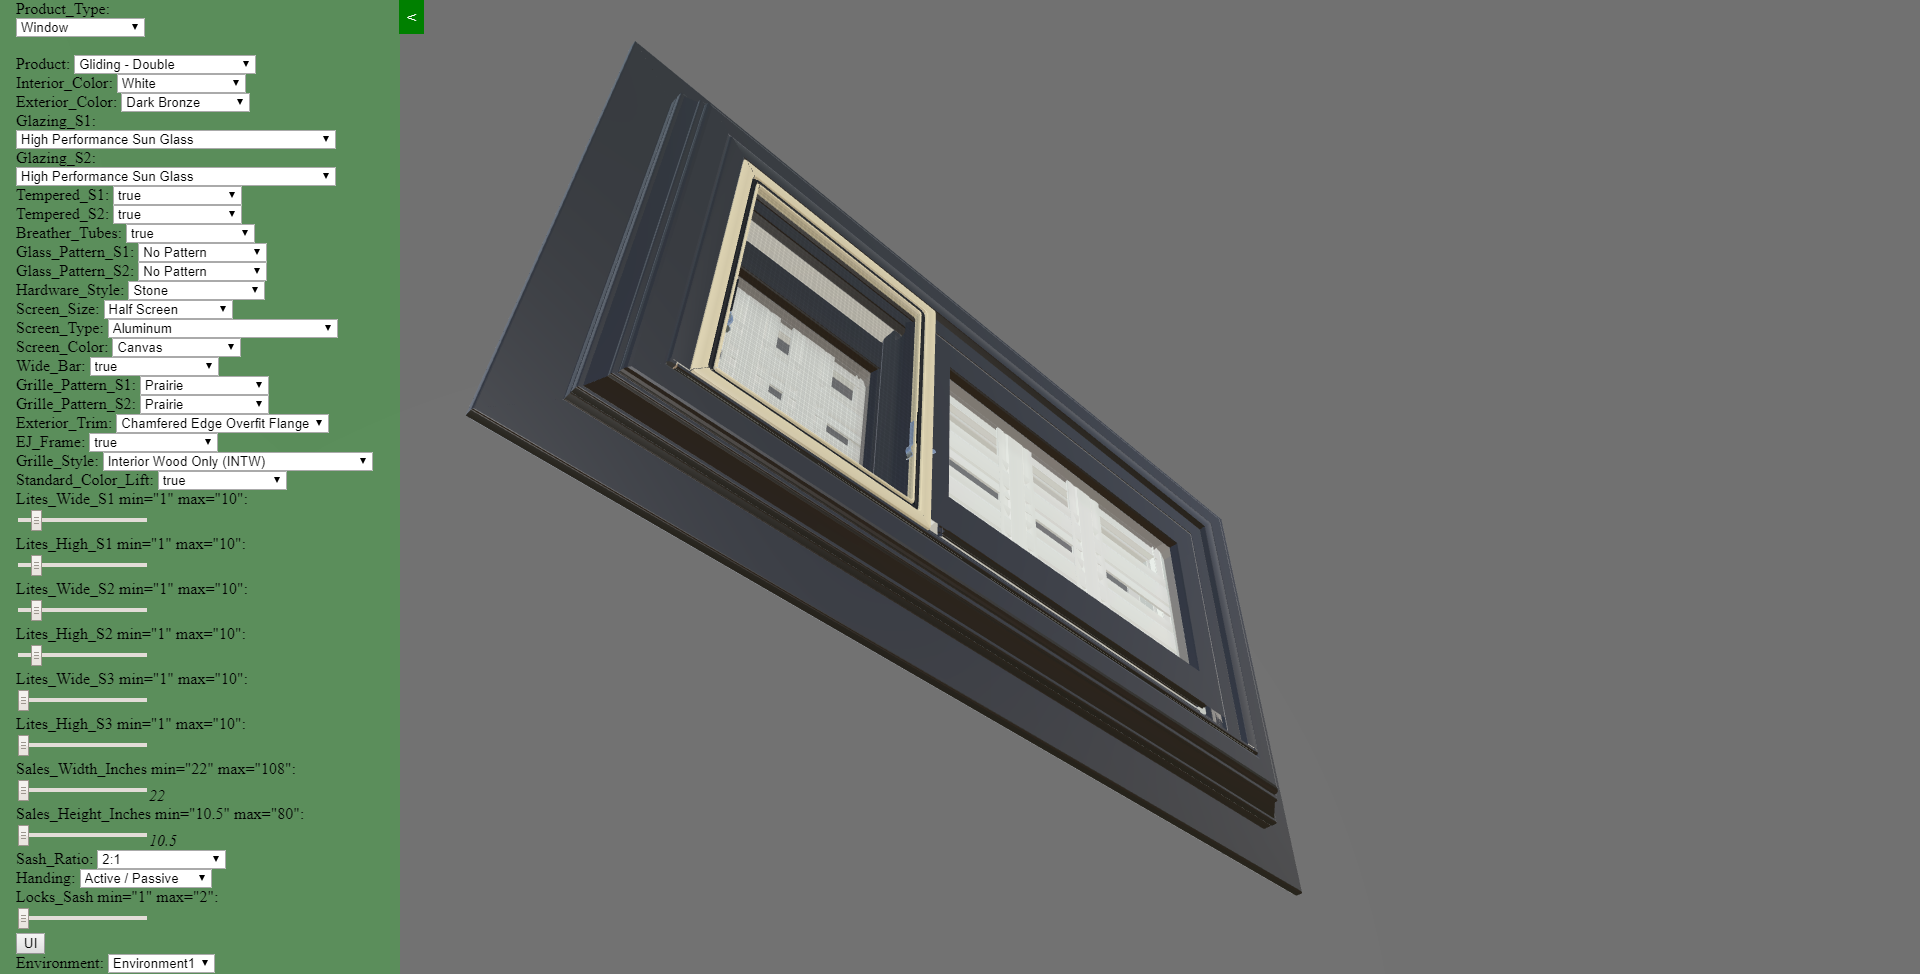 Product_Type:
Window
<
Product: Gliding - Double
Interior_Color: White
Exterior_Color: Dark Bronze
Glazing_S1:
High Performance Sun Glass
Glazing_S2:
High Performance Sun Glass
Tempered_S1: true
Tempered_S2: true
Breather_Tubes: true
Glass_Pattern_S1: No Pattern
Glass_Pattern_S2: No Pattern
Hardware_Style: Stone
Screen_Size: Half Screen
Screen_Type: Aluminum
Screen_Color: Canvas
Wide_Bar: true
Grille_Pattern_S1: Prairie
Grille_Pattern_S2: Prairie
Exterior_Trim: Chamfered Edge Overfit Flange
EJ_Frame: true
Grille_Style: Interior Wood Only (INTW)
Standard_Color_Lift: true
Lites_Wide_S1 min="1" max="10":
Lites_High_S1 min="1" max="10":
Lites_Wide_S2 min="1" max="10":
Lites_High_S2 min="1" max="10":
Lites_Wide_S3 min="1" max="10":
Lites_High_S3 min="1" max="10":
Sales_Width_Inches min="22" max="108":
22
Sales_Height_Inches min="10.5" max="80":
10.5
Sash_Ratio: 2:1
Handing: Active / Passive
Locks_Sash min="1" max="2":
UI
Environment: Environment1